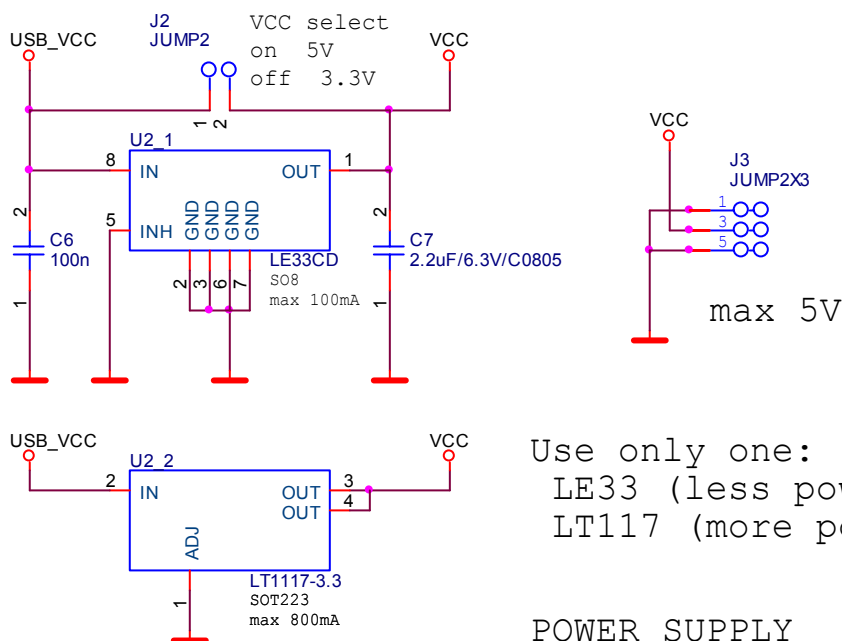 J2
JUMP2
VCC select
on 5V
off 3.3V
USB_VCC
VCC
1
2
U2_1
8
IN
OUT
1
5
INH
GND
GND
GND
GND
2
3
6
7
LE33CD
SO8
max 100mA
2
C6
100n
1
2
C7
2.2uF/6.3V/C0805
1
VCC
J3
JUMP2X3
1
3
5
max 5V
USB_VCC
VCC
U2_2
2
IN
OUT
3
OUT
4
ADJ
1
LT1117-3.3
SOT223
max 800mA
Use only one:
LE33 (less pow
LT117 (more po
POWER SUPPLY